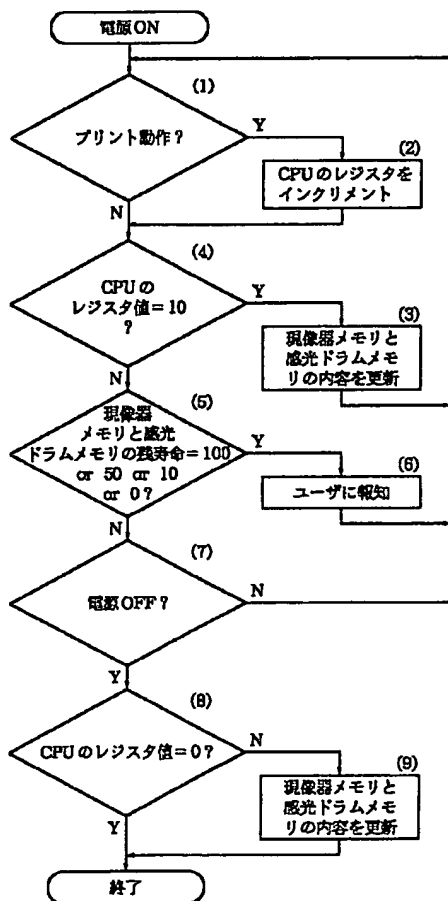 電源ON
(1)
プリント動作？
Y
(2)
CPUのレジスタを
インクリメント
N
(4)
CPUの
レジスタ値＝10
？
Y
(3)
現像器メモリと
感光ドラムメモ
リの内容を更新
N
(5)
現像器
メモリと感光
ドラムメモリの残寿命＝100
or 50 or 10
or 0？
Y
(6)
ユーザに報知
N
(7)
電源OFF？
N
Y
(8)
CPUのレジスタ値＝0？
N
(9)
現像器メモリと
感光ドラムメモ
リの内容を更新
Y
終了